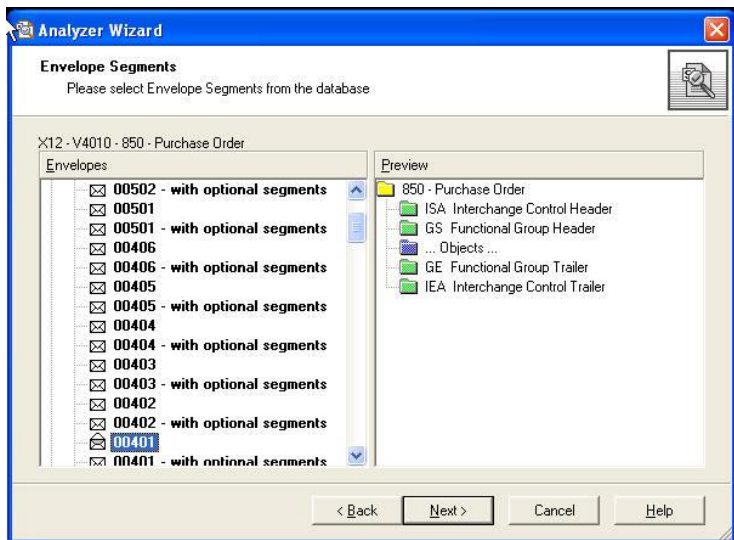 Analyzer Wizard
Envelope Segments
Please select Envelope Segments from the database
X12 - V4010 - 850 - Purchase Order
Envelopes
00502 - with optional segments
00501
00501 - with optional segments
00406
00406 - with optional segments
00405
00405 - with optional segments
00404
00404 - with optional segments
00403
00403 - with optional segments
00402
00402 - with optional segments
00401
00401 - with optional segments
Preview
850 - Purchase Order
ISA Interchange Control Header
GS Functional Group Header
... Objects ...
GE Functional Group Trailer
IEA Interchange Control Trailer
< Back Next > Cancel Help